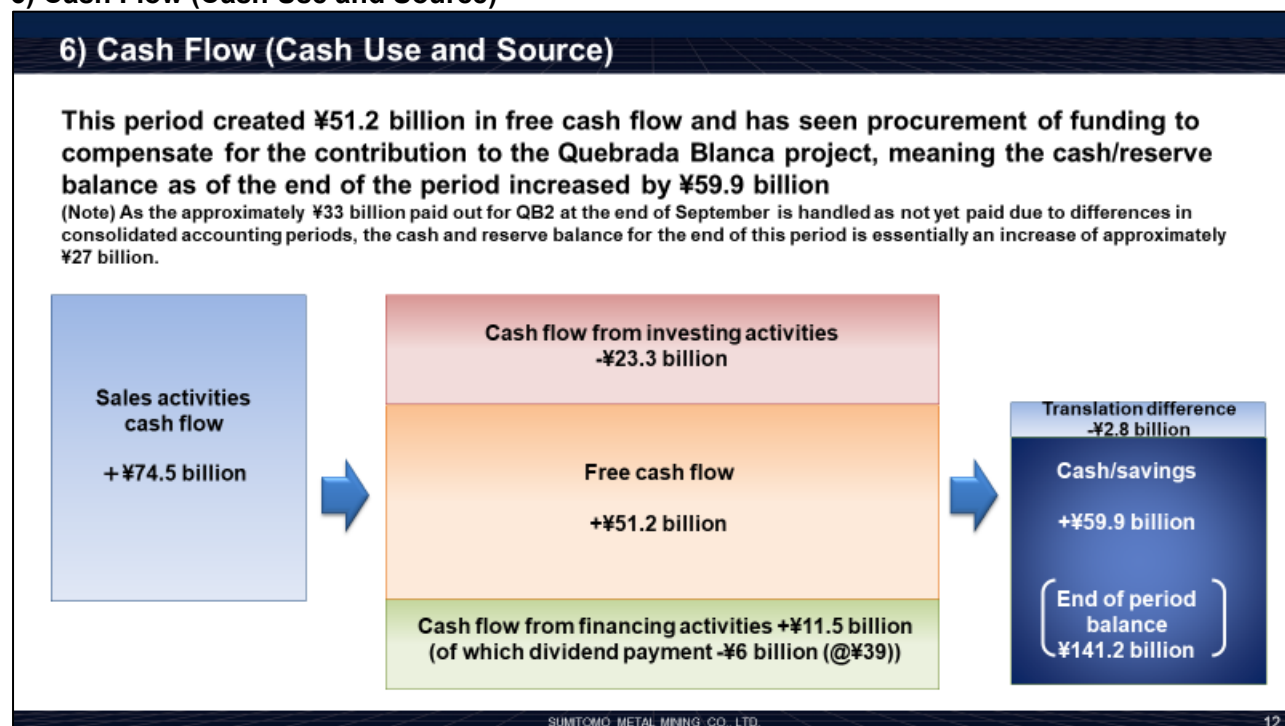 6) Cash Flow (Cash Use and Source)
6) Cash Flow (Cash Use and Source)
This period created ¥51.2 billion in free cash flow and has seen procurement of funding to
compensate for the contribution to the Quebrada Blanca project, meaning the cash/reserve
balance as of the end of the period increased by ¥59.9 billion
(Note) As the approximately ¥33 billion paid out for QB2 at the end of September is handled as not yet paid due to differences in
consolidated accounting periods, the cash and reserve balance for the end of this period is essentially an increase of approximately
¥27 billion.
Sales activities
cash flow
+¥74.5 billion
Cash flow from investing activities
-¥23.3 billion
Free cash flow
+¥51.2 billion
Cash flow from financing activities +¥11.5 billion
(of which dividend payment -¥6 billion (@¥39))
Translation difference
-¥2.8 billion
Cash/savings
+¥59.9 billion
End of period
balance
¥141.2 billion
SUMITOMO METAL MINING CO., LTD.
12